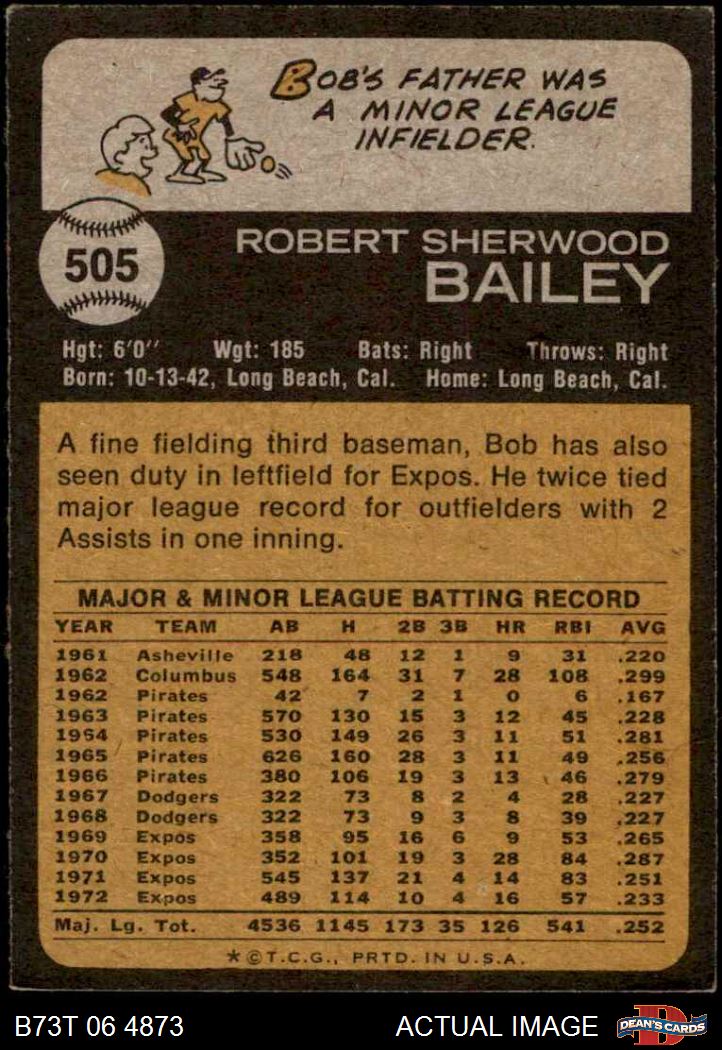 BOB'S FATHER WAS
A MINOR LEAGUE
INFIELDER.
505
ROBERT SHERWOOD
BAILEY
Hgt: 6'0" Wgt: 185 Bats: Right Throws: Right
Born: 10-13-42, Long Beach, Cal. Home: Long Beach, Cal.
A fine fielding third baseman, Bob has also
seen duty in leftfield for Expos. He twice tied
major league record for outfielders with 2
Assists in one inning.
MAJOR & MINOR LEAGUE BATTING RECORD
YEAR TEAM AB H 2B 3B HR RBI AVG
1961 Asheville 218 48 12 1 9 31 .220
1962 Columbus 548 164 31 7 28 108 .299
1962 Pirates 42 7 2 1 0 6 .167
1963 Pirates 570 130 15 3 12 45 .228
1964 Pirates 530 149 26 3 11 51 .281
1965 Pirates 626 160 28 3 11 49 .256
1966 Pirates 380 106 19 3 13 46 .279
1967 Dodgers 322 73 8 2 4 28 .227
1968 Dodgers 322 73 9 3 8 39 .227
1969 Expos 358 95 16 6 9 53 .265
1970 Expos 352 101 19 3 28 84 .287
1971 Expos 545 137 21 4 14 83 .251
1972 Expos 489 114 10 4 16 57 .233
Maj. Lg. Tot. 4536 1145 173 35 126 541 .252
*©T.C.G., PRTD. IN U.S.A.
B73T 06 4873 ACTUAL IMAGE D DEAN'S CARDS